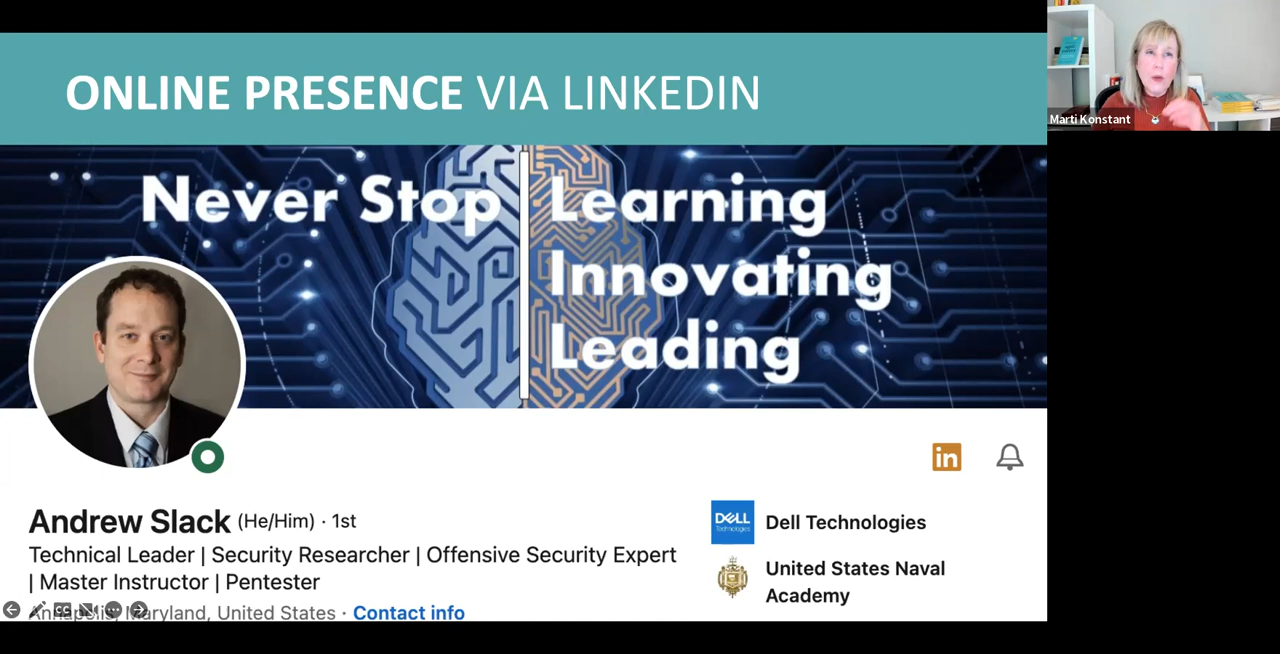 ONLINE PRESENCE VIA LINKEDIN
Marti Konstant
Never Stop
Learning
Innovating
Leading
in
Andrew Slack (He/Him) · 1st
Technical Leader | Security Researcher | Offensive Security Expert
| Master Instructor | Pentester
Annapolis, Maryland, United States · Contact info
DELL
Technologies
Dell Technologies
United States Naval
Academy
CC